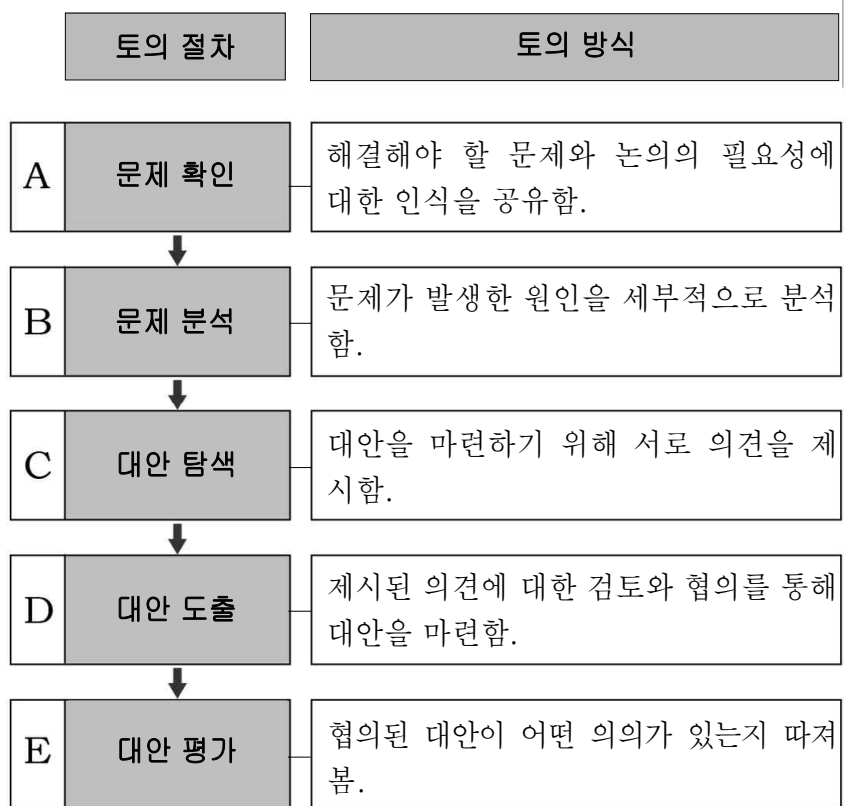 토의 절차
토의 방식
A
문제 확인
해결해야 할 문제와 논의의 필요성에
대한 인식을 공유함.
B
문제 분석
문제가 발생한 원인을 세부적으로 분석
함.
C
대안 탐색
대안을 마련하기 위해 서로 의견을 제
시함.
D
대안 도출
제시된 의견에 대한 검토와 협의를 통해
대안을 마련함.
E
대안 평가
협의된 대안이 어떤 의의가 있는지 따져
봄.